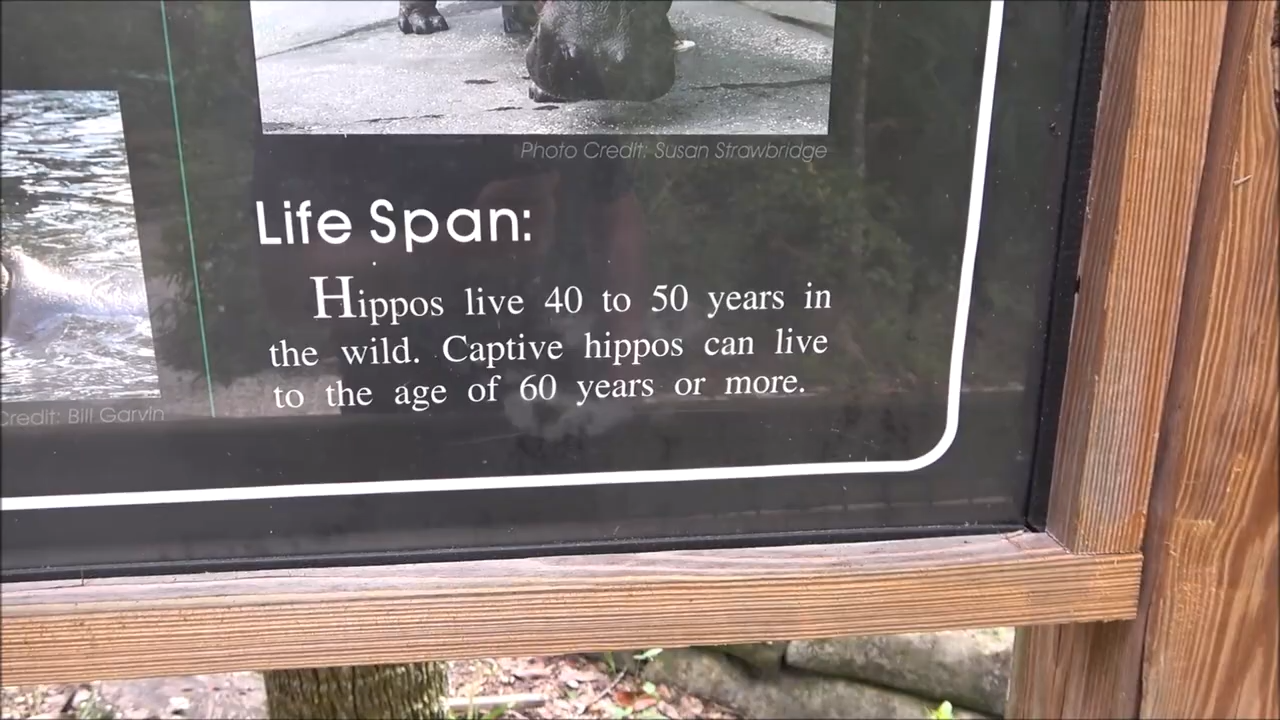 Photo Credit: Susan Strawbridge
Life Span:
Hippos live 40 to 50 years in
the wild. Captive hippos can live
to the age of 60 years or more.
Credit: Bill Garvin